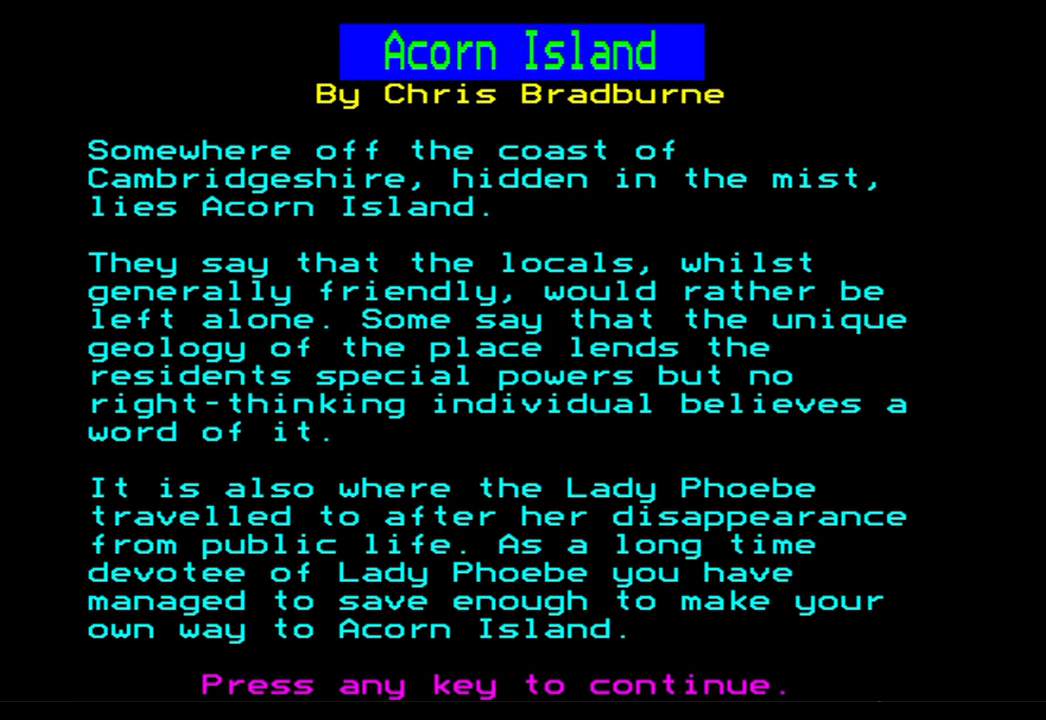 Acorn Island
By Chris Bradburne
Somewhere off the coast of
Cambridgeshire, hidden in the mist,
lies Acorn Island.
They say that the locals, whilst
generally friendly, would rather be
left alone. Some say that the unique
geology of the place lends the
residents special powers but no
right-thinking individual believes a
word of it.
It is also where the Lady Phoebe
travelled to after her disappearance
from public life. As a long time
devotee of Lady Phoebe you have
managed to save enough to make your
own way to Acorn Island.
Press any key to continue.